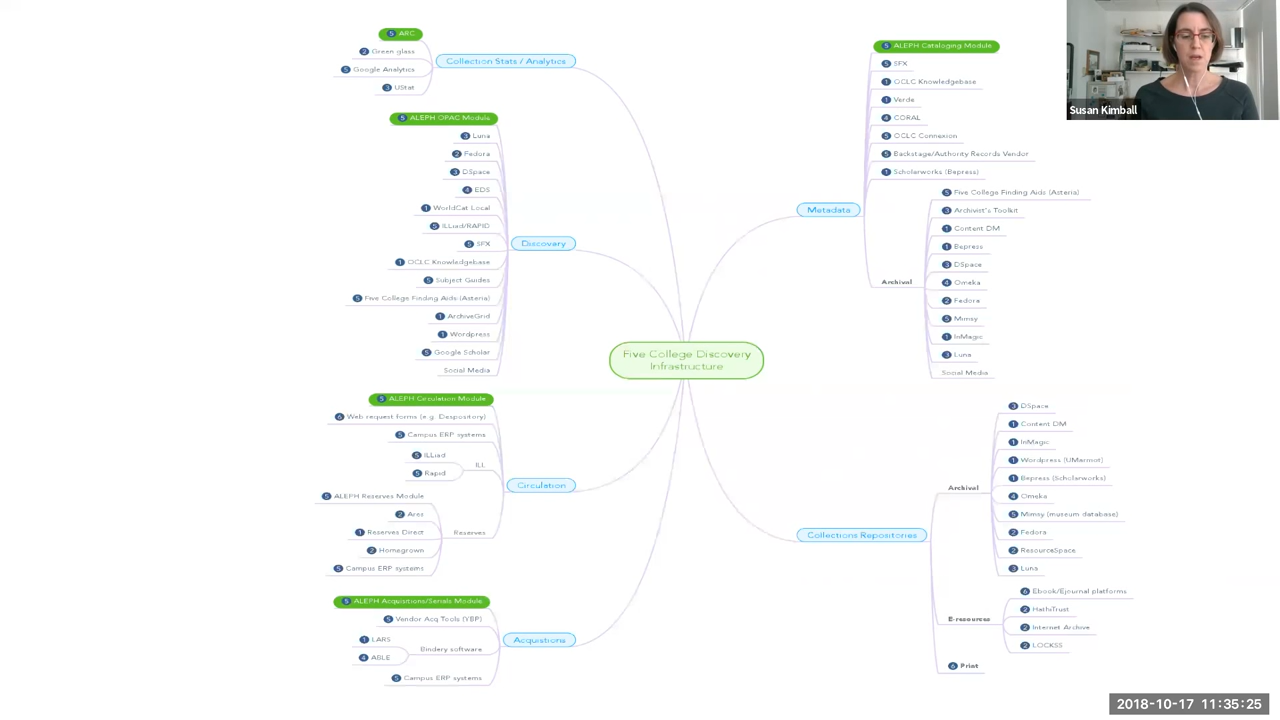 5 ARC
2 Green glass
5 Google Analytics
3 UStat
Collection Stats / Analytics
5 ALEPH OPAC Module
3 Luna
2 Fedora
3 DSpace
4 EDS
1 WorldCat Local
5 ILLiad/RAPID
5 SFX
1 OCLC Knowledgebase
5 Subject Guides
5 Five College Finding Aids (Asteria)
1 ArchiveGrid
1 Wordpress
5 Google Scholar
Social Media
Discovery
5 ALEPH Circulation Module
6 Web request forms (e.g. Despository)
5 Campus ERP systems
5 ILLiad
5 Rapid
ILL
5 ALEPH Reserves Module
2 Ares
1 Reserves Direct
2 Homegrown
5 Campus ERP systems
Reserves
Circulation
5 ALEPH Acquisitions/Serials Module
5 Vendor Acq Tools (YBP)
1 LARS
4 ABLE
Bindery software
5 Campus ERP systems
Acquistions
Five College Discovery
Infrastructure
5 ALEPH Cataloging Module
5 SFX
1 OCLC Knowledgebase
1 Verde
4 CORAL
5 OCLC Connexion
5 Backstage/Authority Records Vendor
1 Scholarworks (Bepress)
Metadata
Archival
5 Five College Finding Aids (Asteria)
3 Archivist's Toolkit
1 Content DM
1 Bepress
3 DSpace
4 Omeka
2 Fedora
5 Mimsy
1 InMagic
3 Luna
Social Media
Collections Repositories
Archival
3 DSpace
1 Content DM
1 InMagic
1 Wordpress (UMarmot)
1 Bepress (Scholarworks)
4 Omeka
5 Mimsy (museum database)
2 Fedora
2 ResourceSpace
3 Luna
E-resources
6 Ebook/Ejournal platforms
2 HathiTrust
2 Internet Archive
2 LOCKSS
6 Print
Susan Kimball
2018-10-17 11:35:25